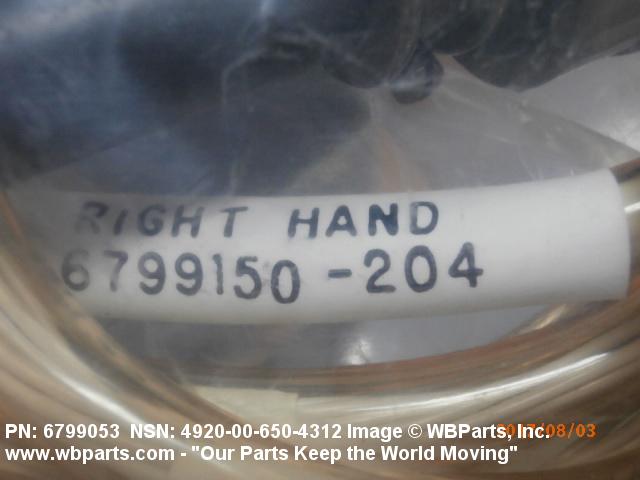 RIGHT HAND
6799150-204
PN: 6799053 NSN: 4920-00-650-4312 Image © WBParts, Inc.
www.wbparts.com - "Our Parts Keep the World Moving"